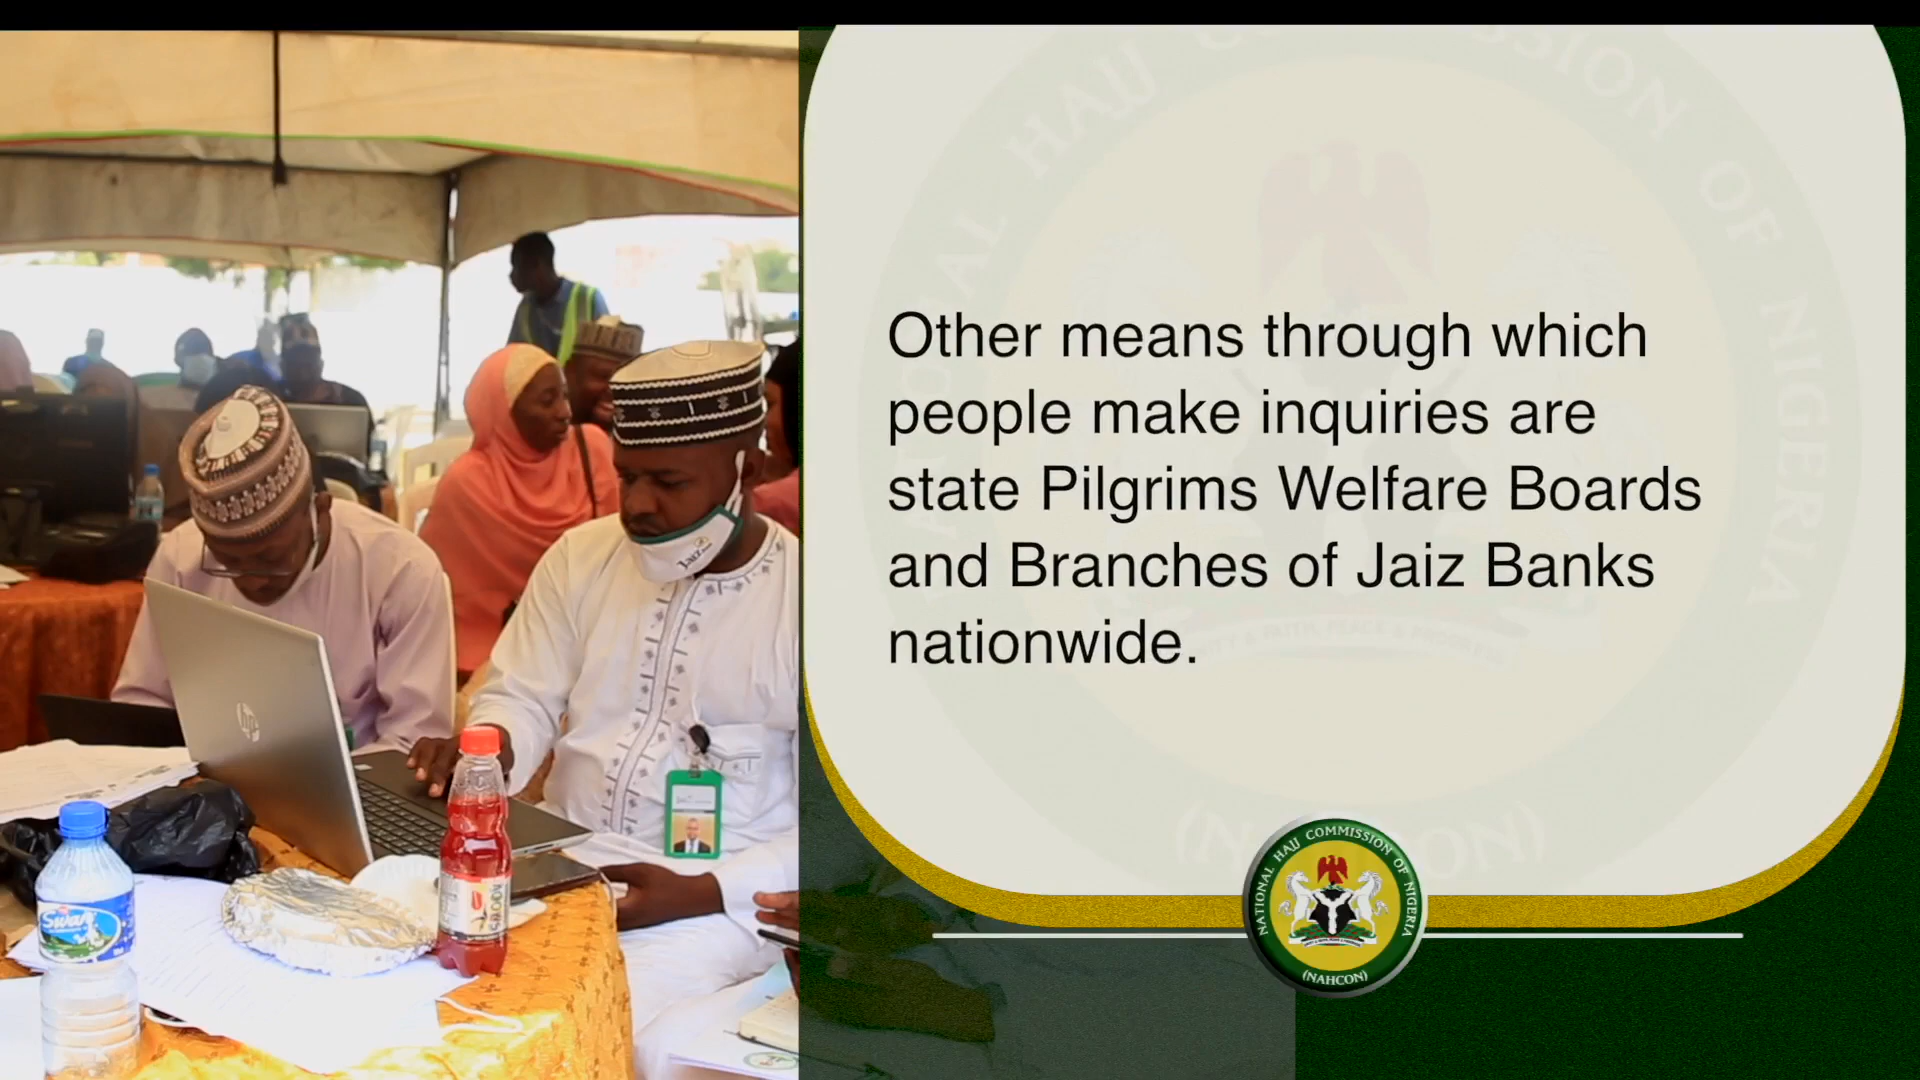 Other means through which
people make inquiries are
state Pilgrims Welfare Boards
and Branches of Jaiz Banks
nationwide.
NATIONAL HAJJ COMMISSION OF NIGERIA
(NAHCON)
Jaiz
hp
Swan